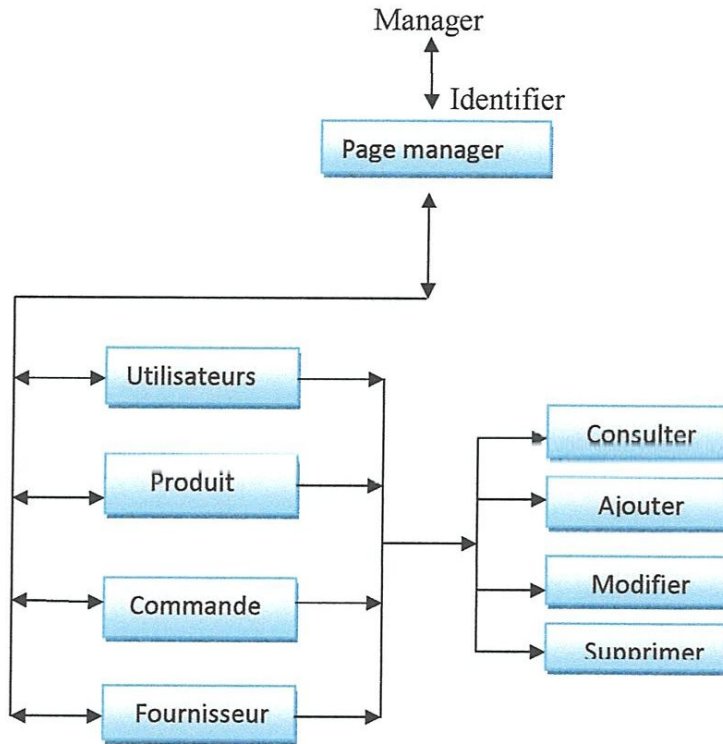 Manager
Identifier
Page manager
Utilisateurs
Produit
Commande
Fournisseur
Consulter
Ajouter
Modifier
Supprimer